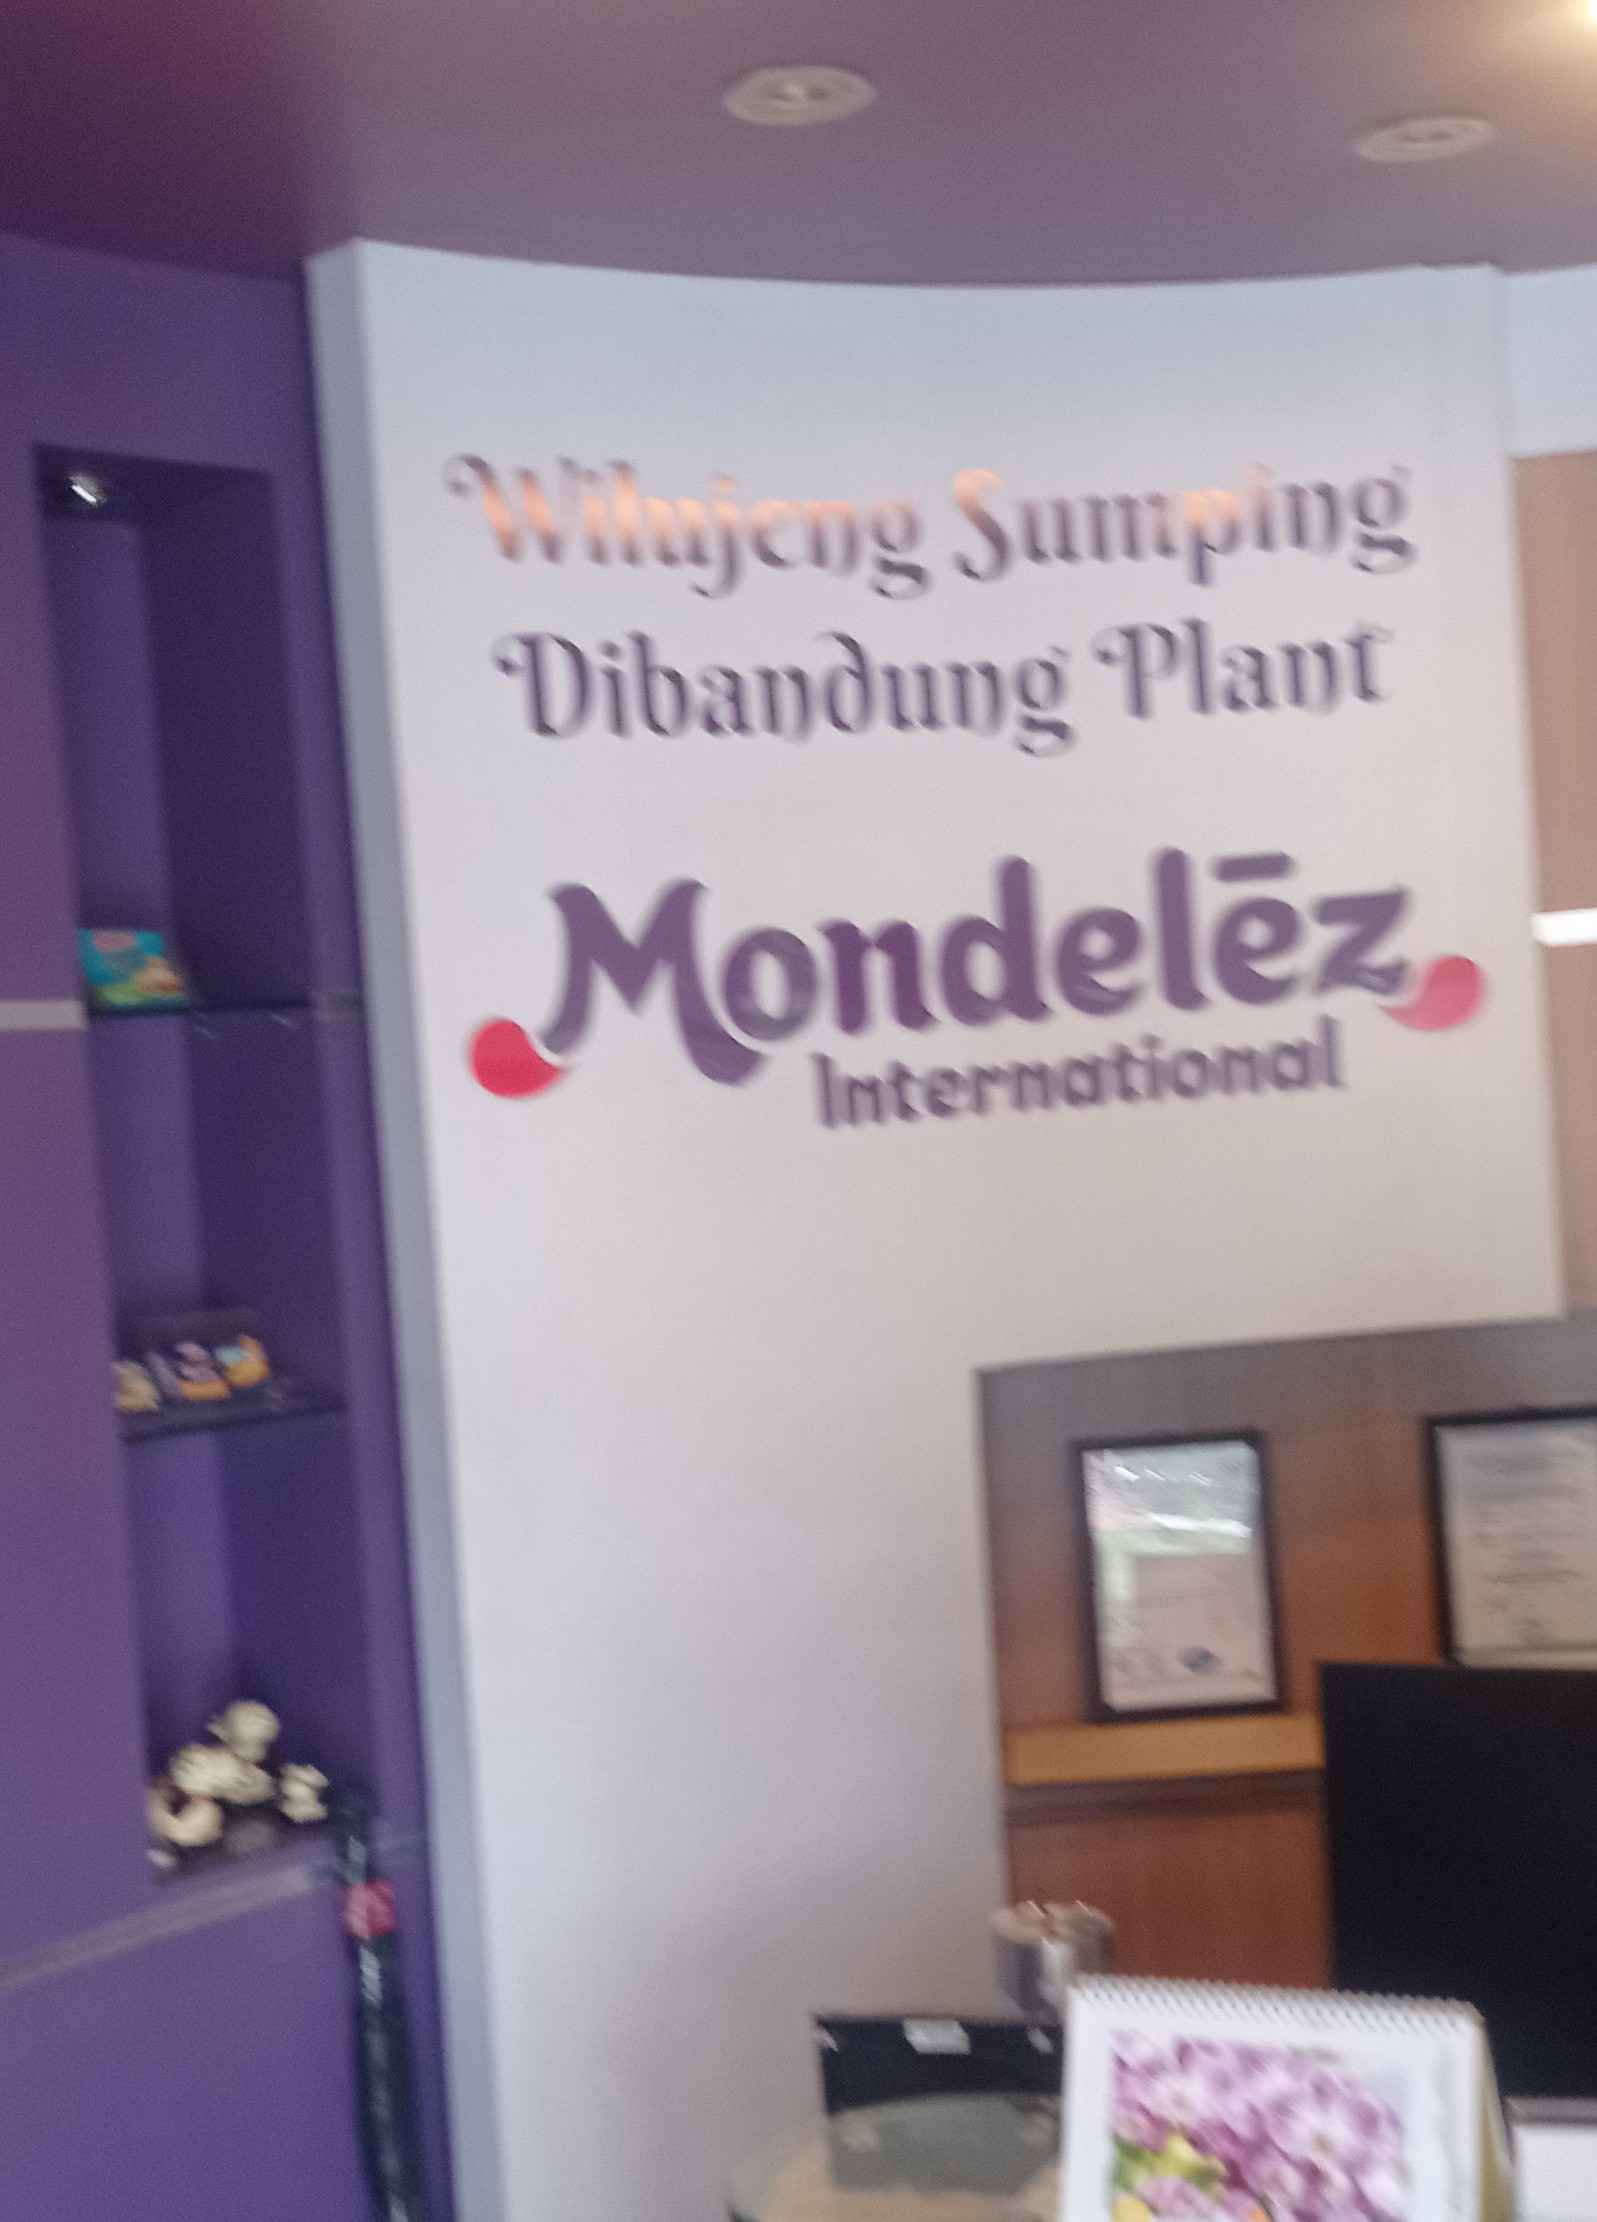 Wilujeng Sumping
Dibandung Plant
Mondelēz
International